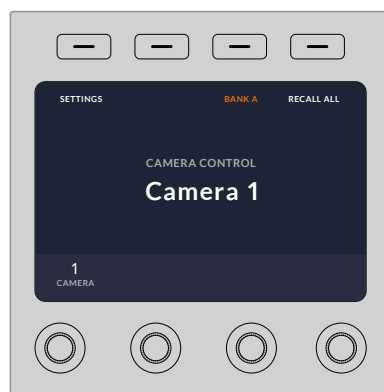 SETTINGS BANK A RECALL ALL
CAMERA CONTROL
Camera 1
1
CAMERA